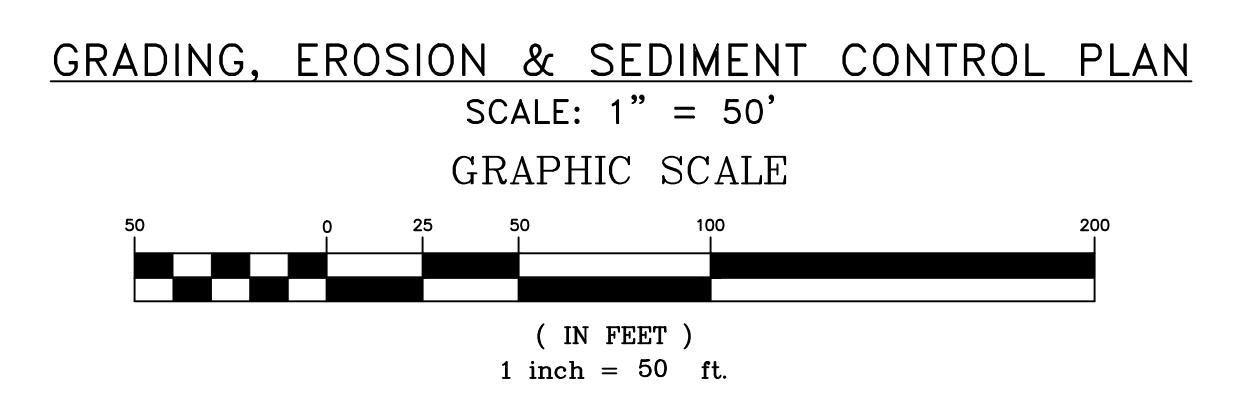 GRADING, EROSION & SEDIMENT CONTROL PLAN
SCALE: 1” = 50’
GRAPHIC SCALE
50 0 25 50 100 200
( IN FEET )
1 inch = 50 ft.